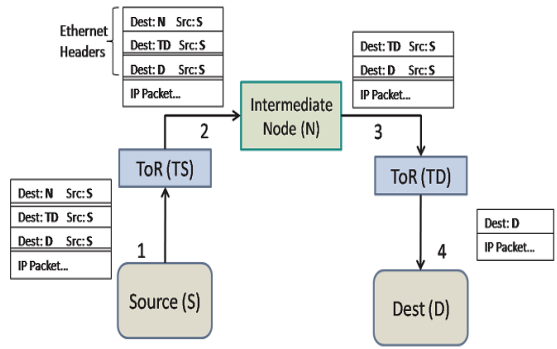 Ethernet
Headers
Dest: N Src: S
Dest: TD Src: S
Dest: D Src: S
IP Packet...
Dest: TD Src: S
Dest: D Src: S
IP Packet...
Intermediate
Node (N)
2
3
ToR (TS)
ToR (TD)
Dest: N Src: S
Dest: TD Src: S
Dest: D Src: S
IP Packet...
Dest: D
IP Packet...
1
4
Source (S)
Dest (D)